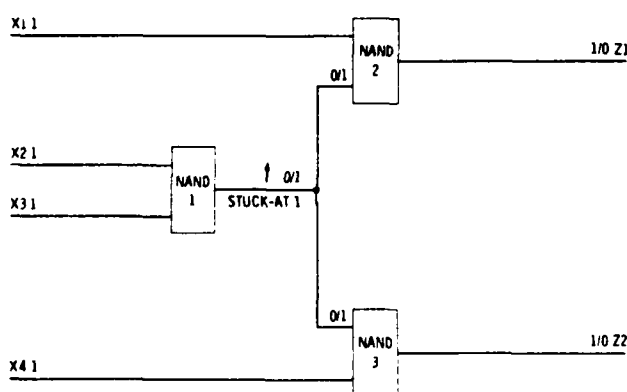 X1 1
NAND
2
1/0 Z1
0/1
X2 1
NAND
1
0/1
X3 1
STUCK-AT 1
0/1
NAND
3
1/0 Z2
X4 1